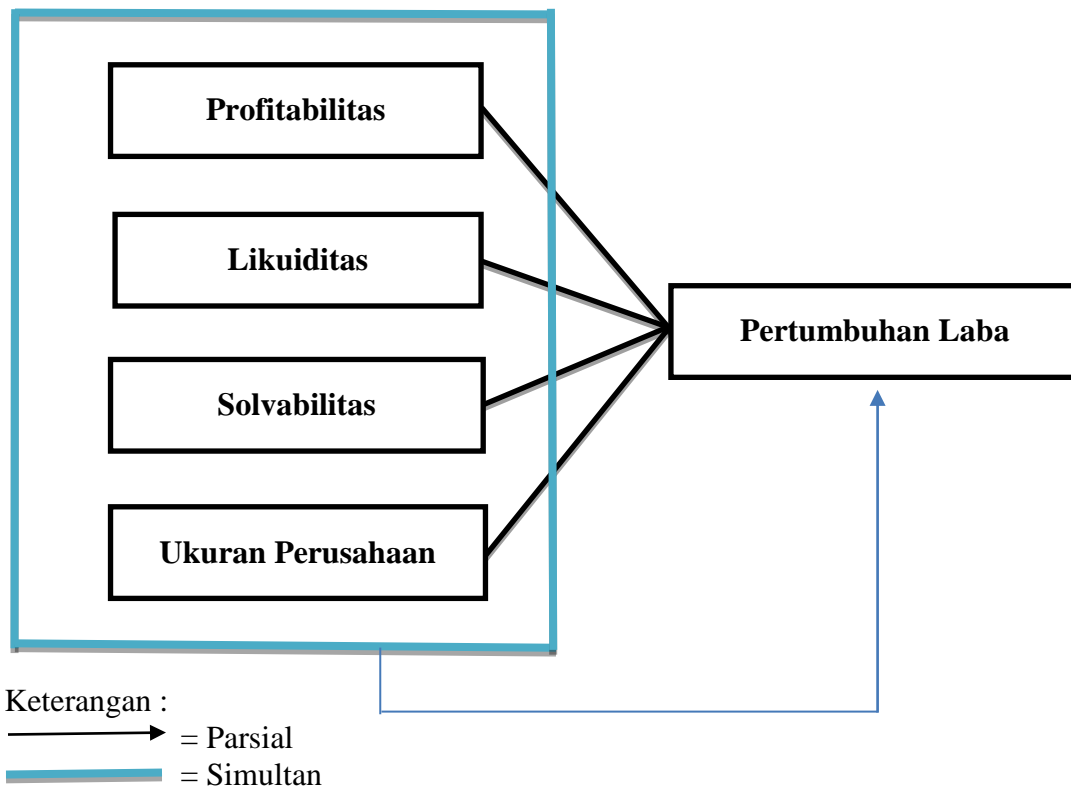 Profitabilitas
Likuiditas
Pertumbuhan Laba
Solvabilitas
Ukuran Perusahaan
Keterangan :
= Parsial
= Simultan